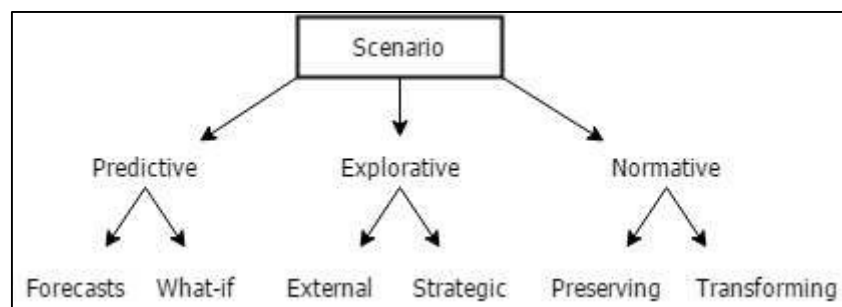 Scenario
Predictive Explorative Normative
Forecasts What-if External Strategic Preserving Transforming